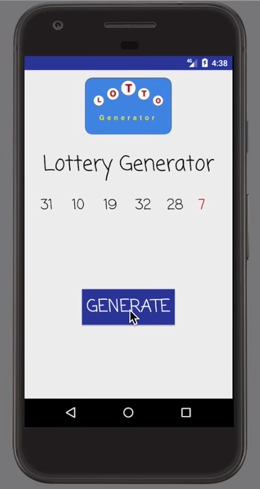 4:38
LOTTO
Generator
Lottery Generator
31 10 19 32 28 7
GENERATE